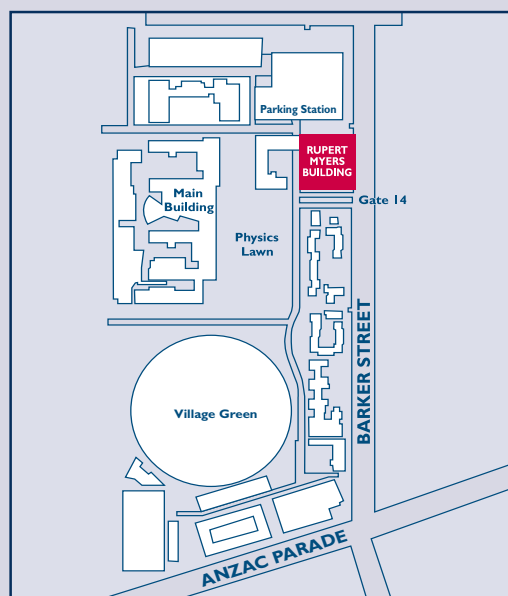 Parking Station
RUPERT
MYERS
BUILDING
Main
Building
Gate 14
Physics
Lawn
BARKER STREET
Village Green
ANZAC PARADE